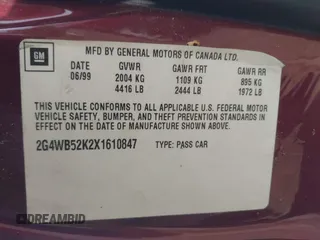 GM
MFD BY GENERAL MOTORS OF CANADA LTD.
DATE GVWR GAWR FRT GAWR RR
06/99 2004 KG 1109 KG 895 KG
4416 LB 2444 LB 1972 LB
THIS VEHICLE CONFORMS TO ALL APPLICABLE U.S. FEDERAL MOTOR
VEHICLE SAFETY, BUMPER, AND THEFT PREVENTION STANDARDS IN
EFFECT ON THE DATE OF MANUFACTURE SHOWN ABOVE.
2G4WB52K2X1610847 TYPE: PASS CAR
DREAMBID